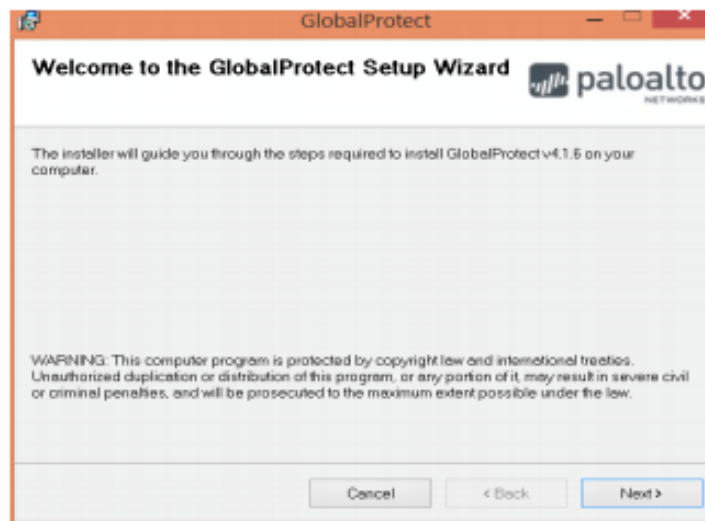 GlobalProtect
Welcome to the GlobalProtect Setup Wizard
paloalto
NETWORKS
The installer will guide you through the steps required to install GlobalProtect v4.1.6 on your
computer.
WARNING: This computer program is protected by copyright law and international treaties.
Unauthorized duplication or distribution of this program, or any portion of it, may result in severe civil
or criminal penalties, and will be prosecuted to the maximum extent possible under the law.
Cancel
< Back
Next >